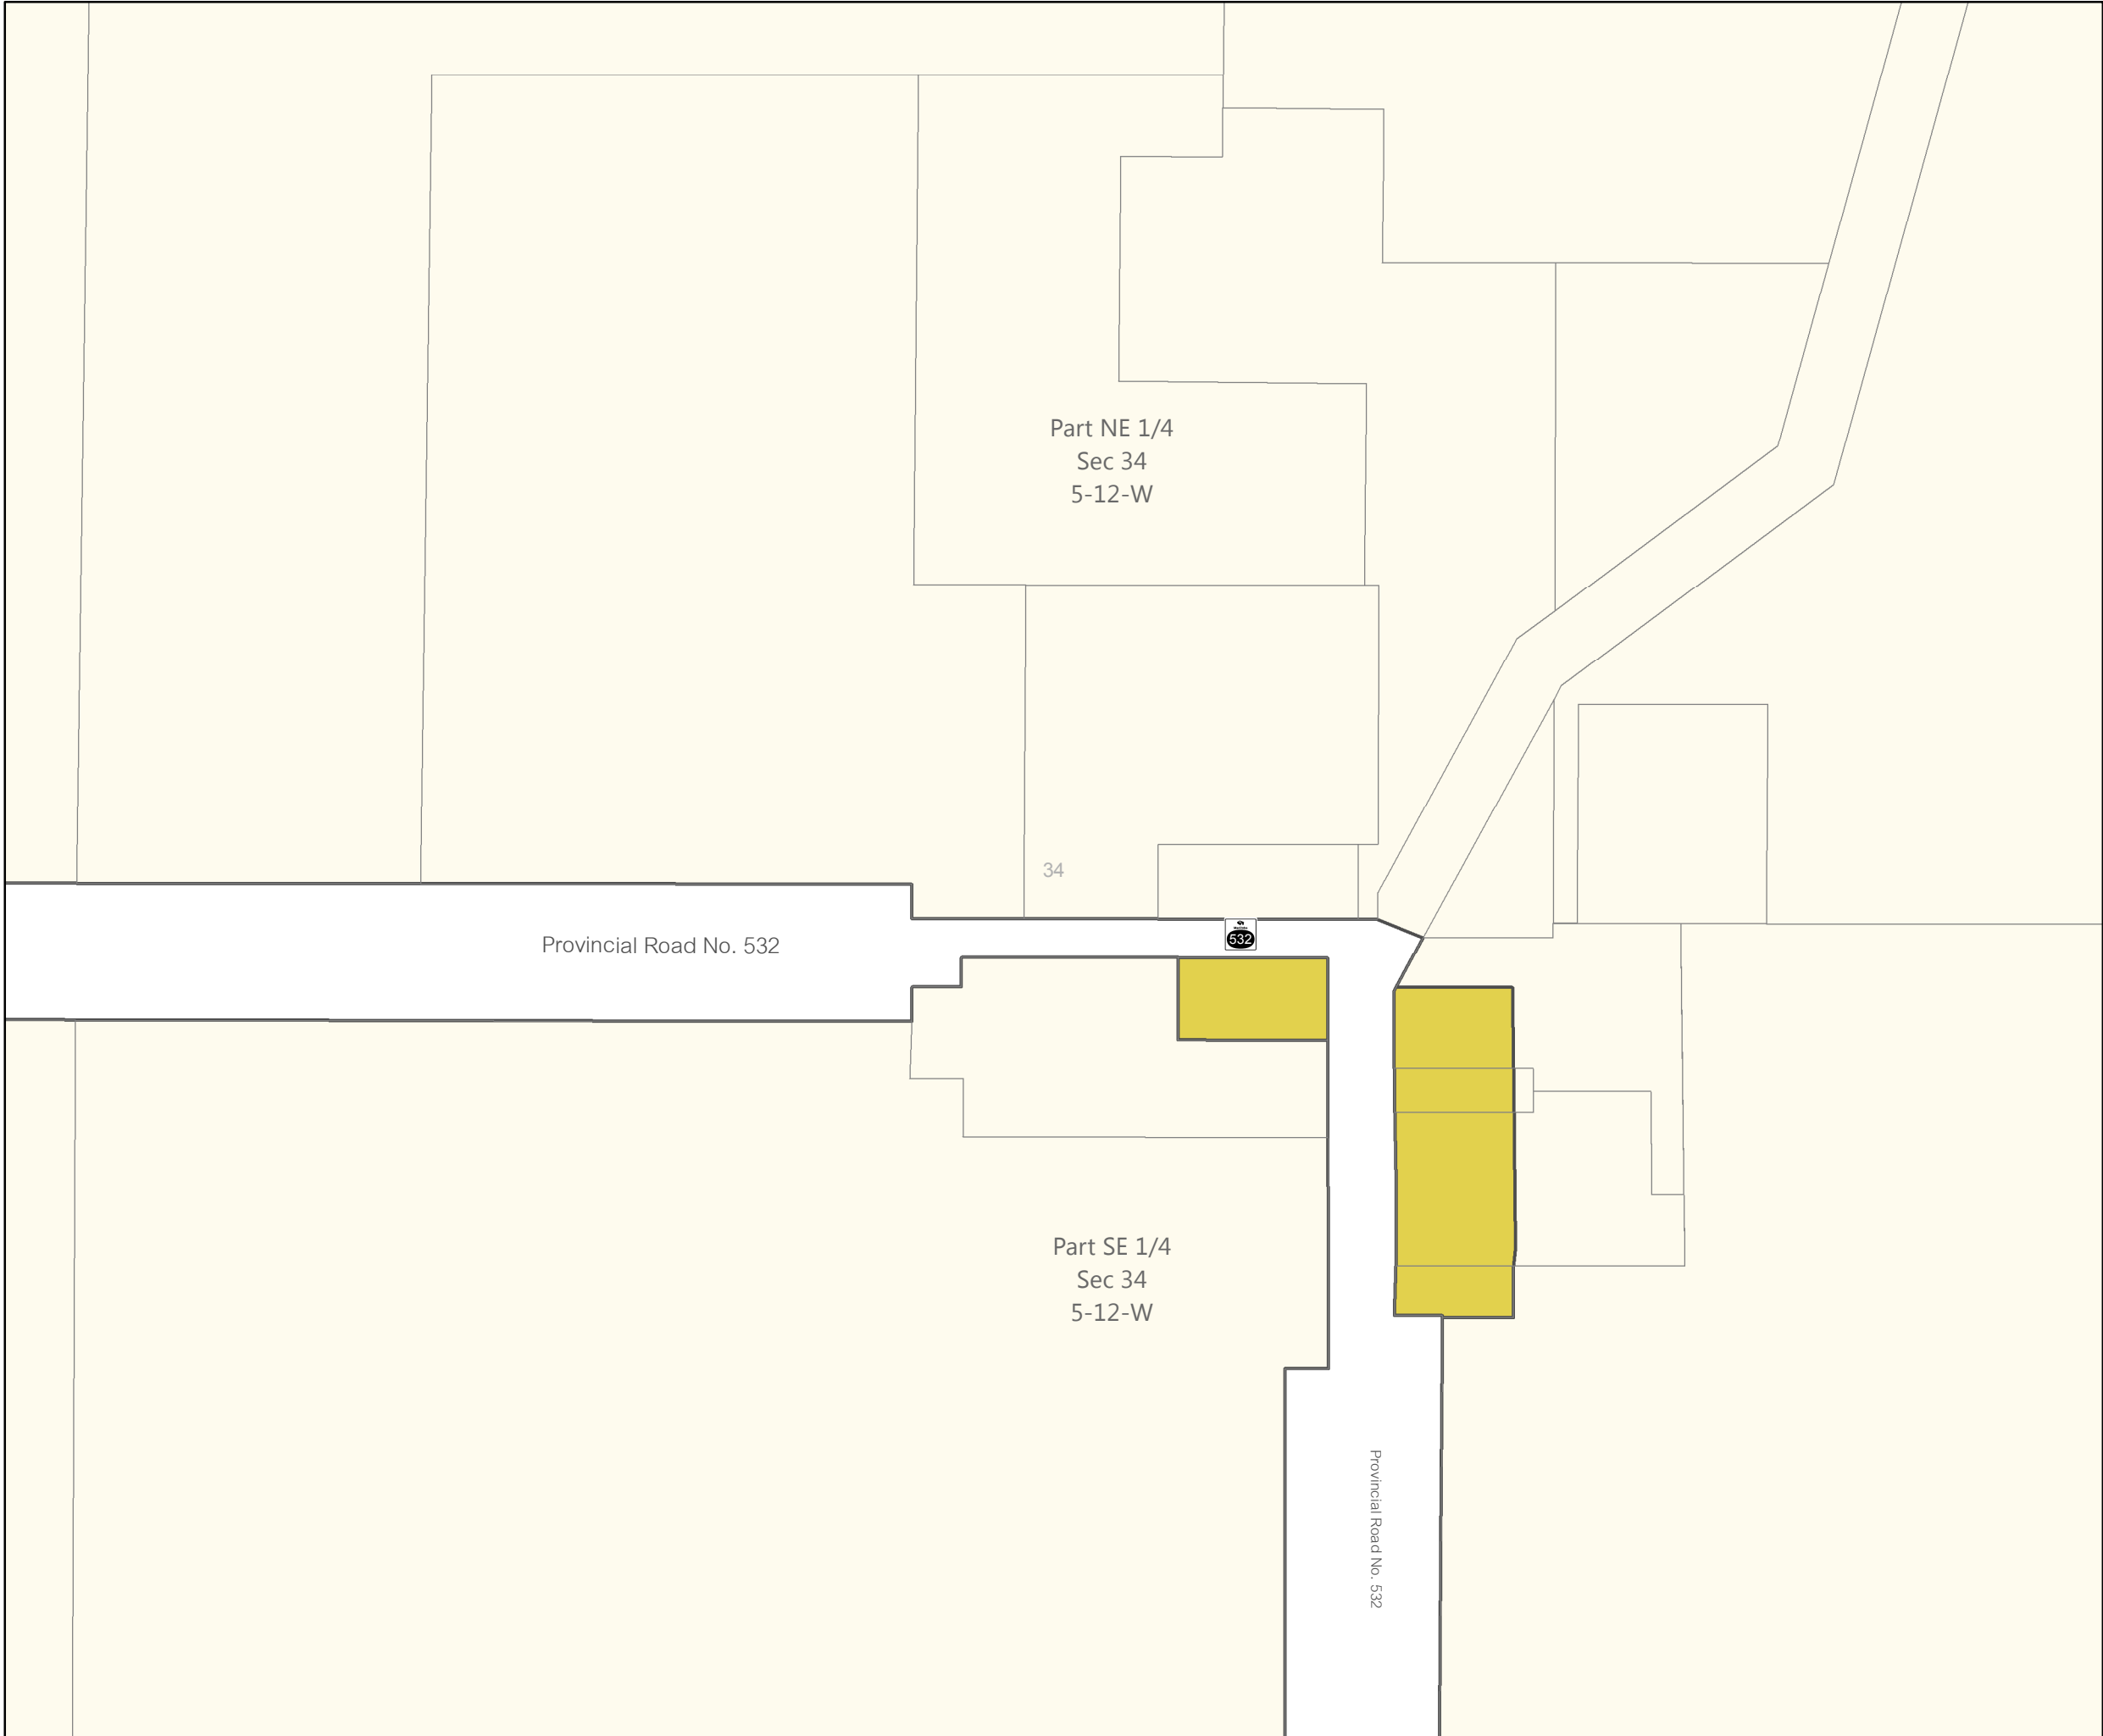 Part NE 1/4
Sec 34
5-12-W
34
532
Provincial Road No. 532
Part SE 1/4
Sec 34
5-12-W
Provincial Road No. 532